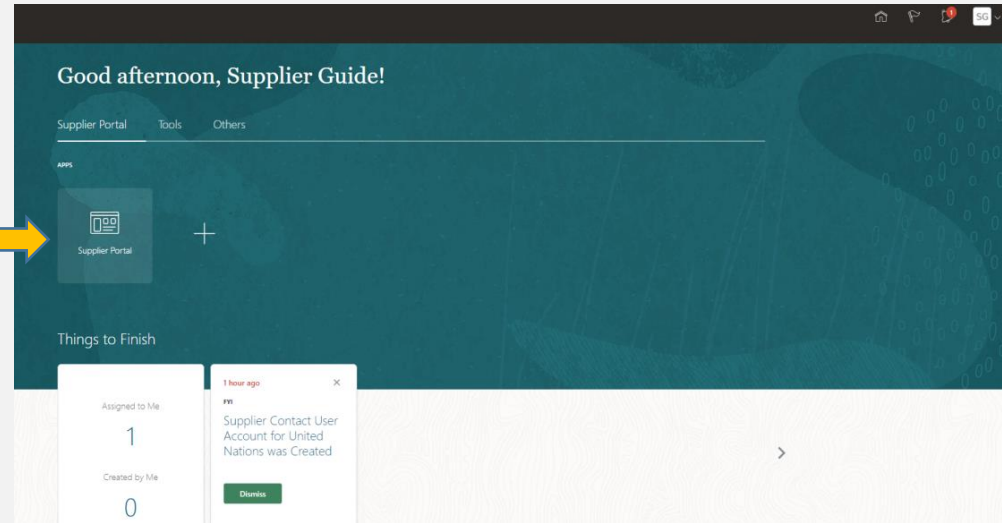 1
SG
Good afternoon, Supplier Guide!
Supplier Portal Tools Others
APPS
Supplier Portal
Things to Finish
Assigned to Me
1
Created by Me
0
1 hour ago
FYI
Supplier Contact User
Account for United
Nations was Created
Dismiss